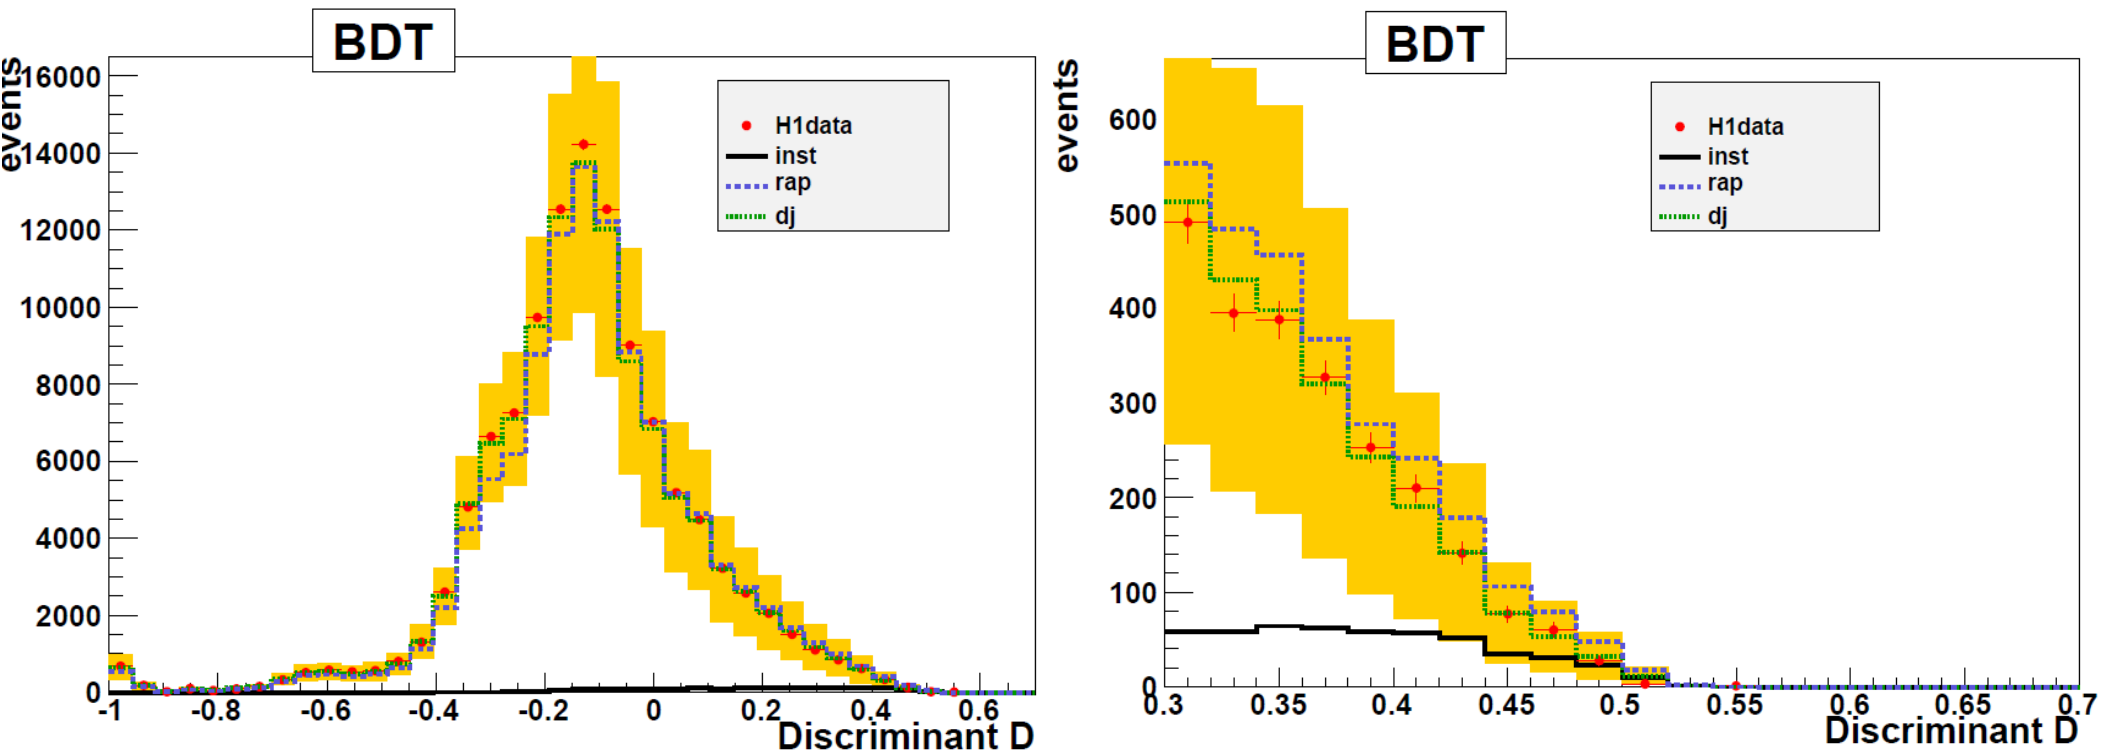 BDT
events
16000
14000
12000
10000
8000
6000
4000
2000
0
H1data
inst
rap
dj
-1 -0.8 -0.6 -0.4 -0.2 0 0.2 0.4 0.6
Discriminant D
BDT
events
600
500
400
300
200
100
0
H1data
inst
rap
dj
0.3 0.35 0.4 0.45 0.5 0.55 0.6 0.65 0.7
Discriminant D